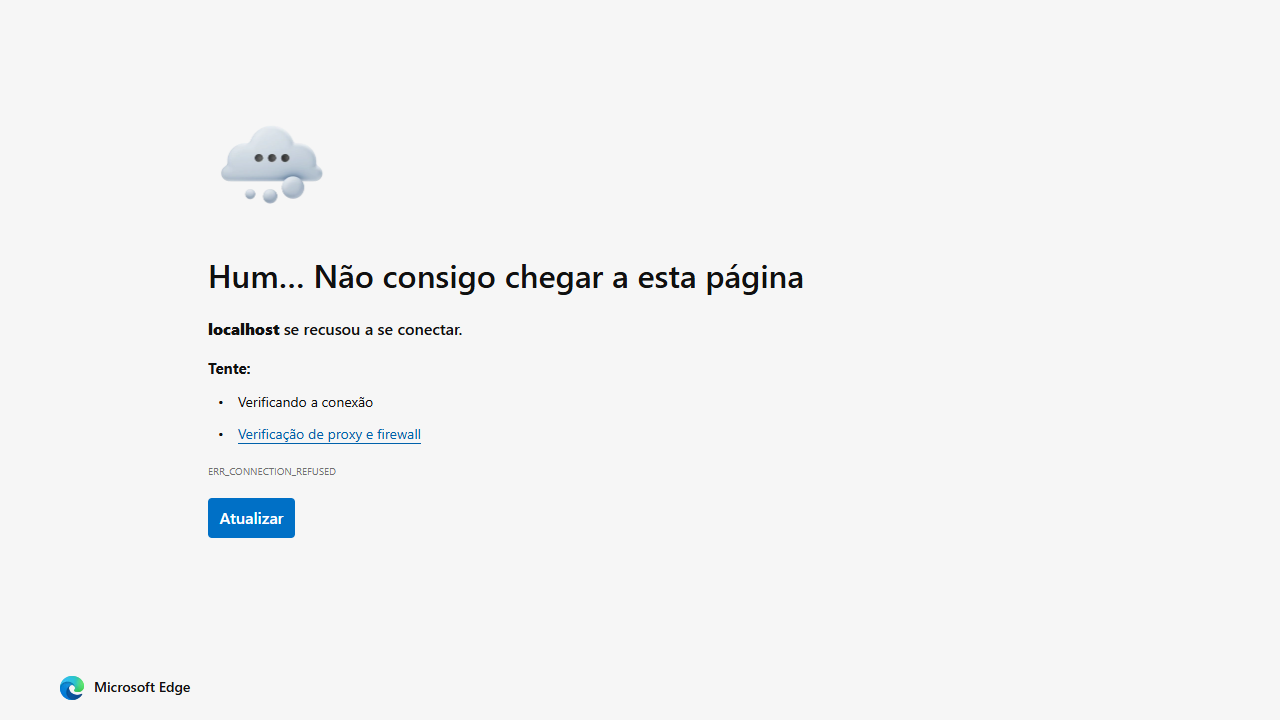 Hum… Não consigo chegar a esta página
localhost se recusou a se conectar.
Tente:
• Verificando a conexão
• Verificação de proxy e firewall
ERR_CONNECTION_REFUSED
Atualizar
Microsoft Edge